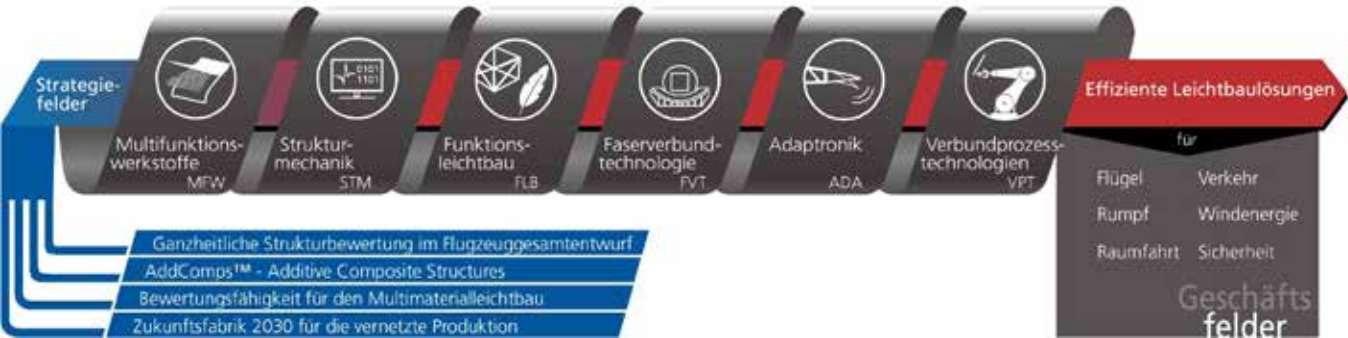 Strategie-
felder
Multifunktions-
werkstoffe
MFW
0101
1101
Struktur-
mechanik
STM
Funktions-
leichtbau
FLB
Faserverbund-
technologie
FVT
Adaptronik
ADA
Verbundprozess-
technologien
VPT
Effiziente Leichtbaulösungen
für
Flügel Verkehr
Rumpf Windenergie
Raumfahrt Sicherheit
Geschäfts
felder
Ganzheitliche Strukturbewertung im Flugzeuggesamtentwurf
AddComps™ - Additive Composite Structures
Bewertungsfähigkeit für den Multimaterialleichtbau
Zukunftsfabrik 2030 für die vernetzte Produktion